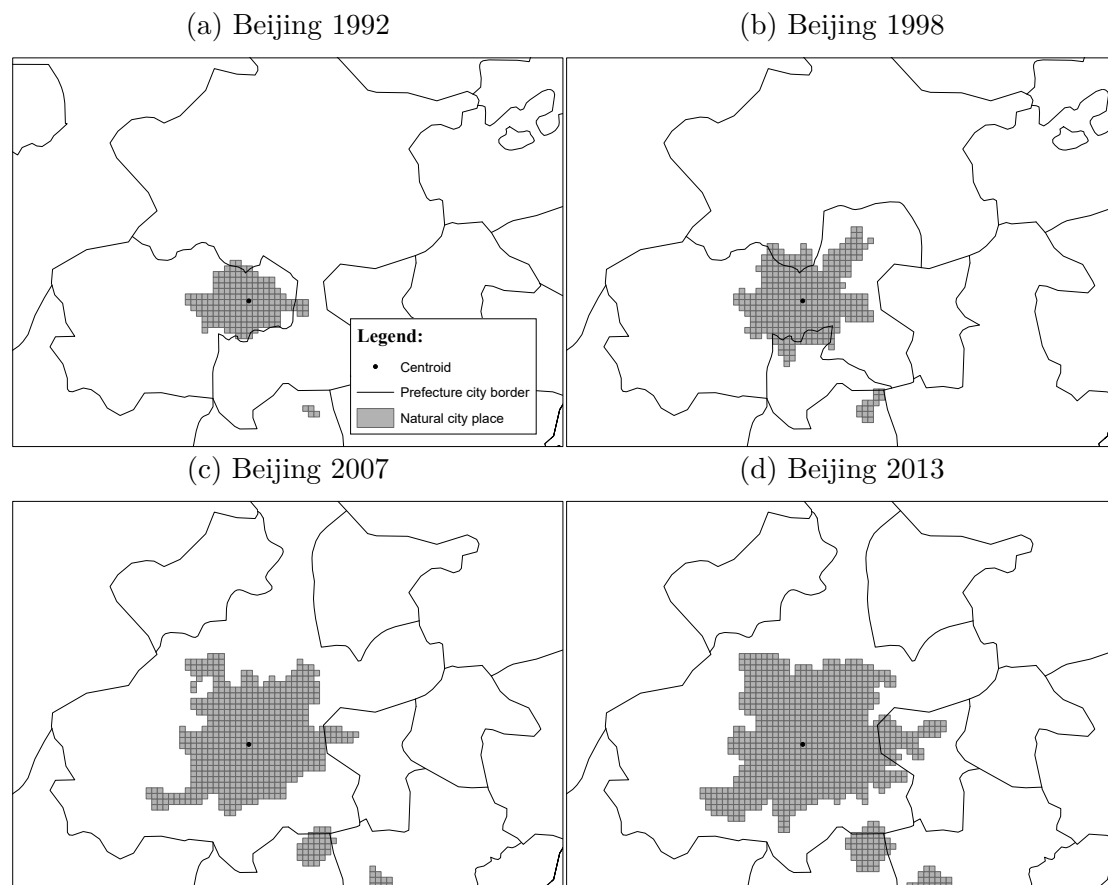 (a) Beijing 1992
(b) Beijing 1998
Legend:
Centroid
Prefecture city border
Natural city place
(c) Beijing 2007
(d) Beijing 2013